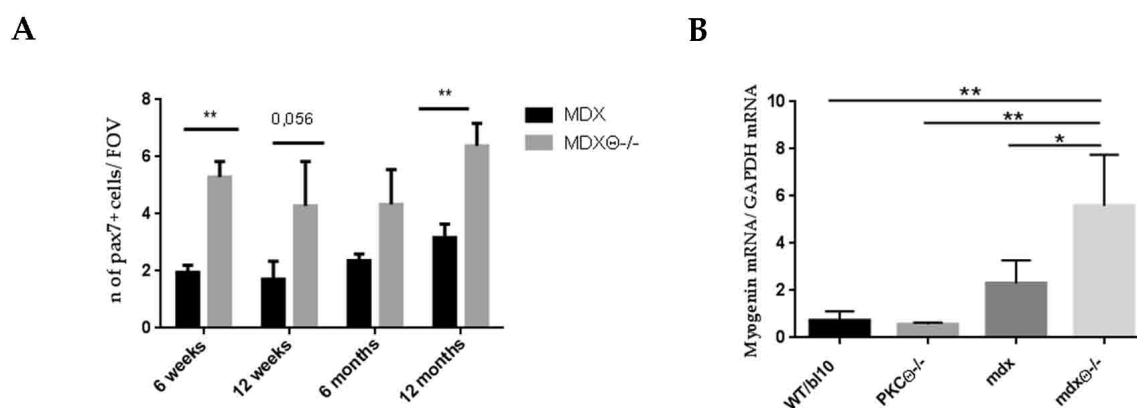 A
n of pax7+ cells/ FOV
8
6
4
2
0
**
0,056
**
6 weeks
12 weeks
6 months
12 months
MDX
MDXΘ-/-
B
Myogenin mRNA/ GAPDH mRNA
10
8
6
4
2
0
**
**
*
WT/bl10
PKCΘ-/-
mdx
mdxΘ-/-